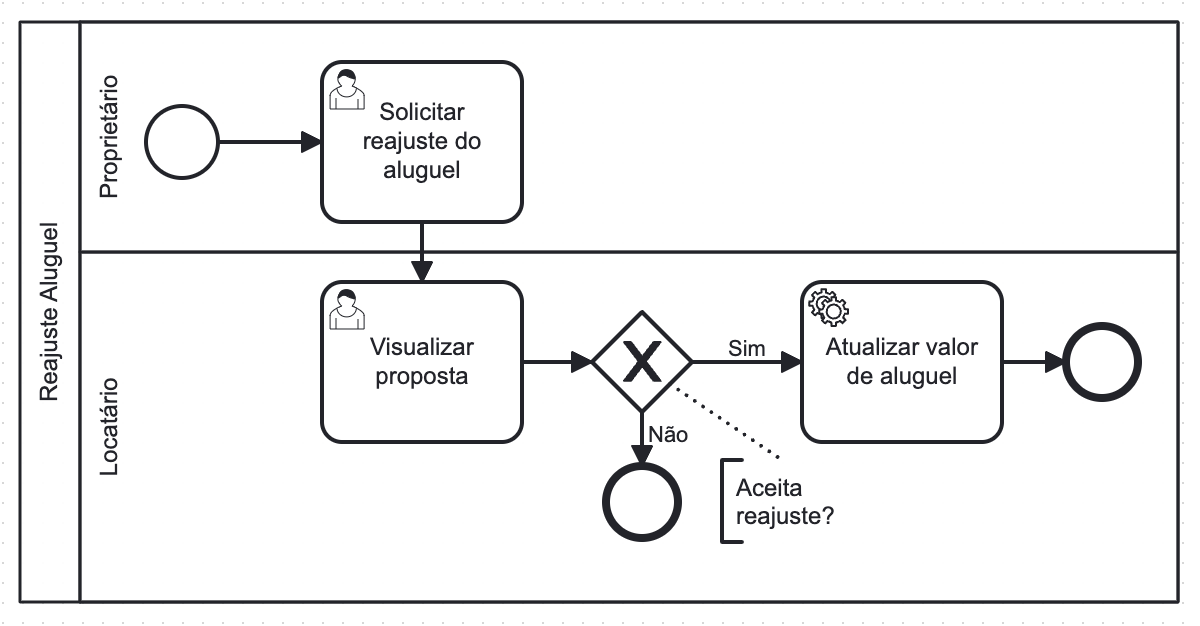 Reajuste Aluguel
Proprietário
Solicitar
reajuste do
aluguel
Locatário
Visualizar
proposta
Sim
Não
Aceita
reajuste?
Atualizar valor
de aluguel